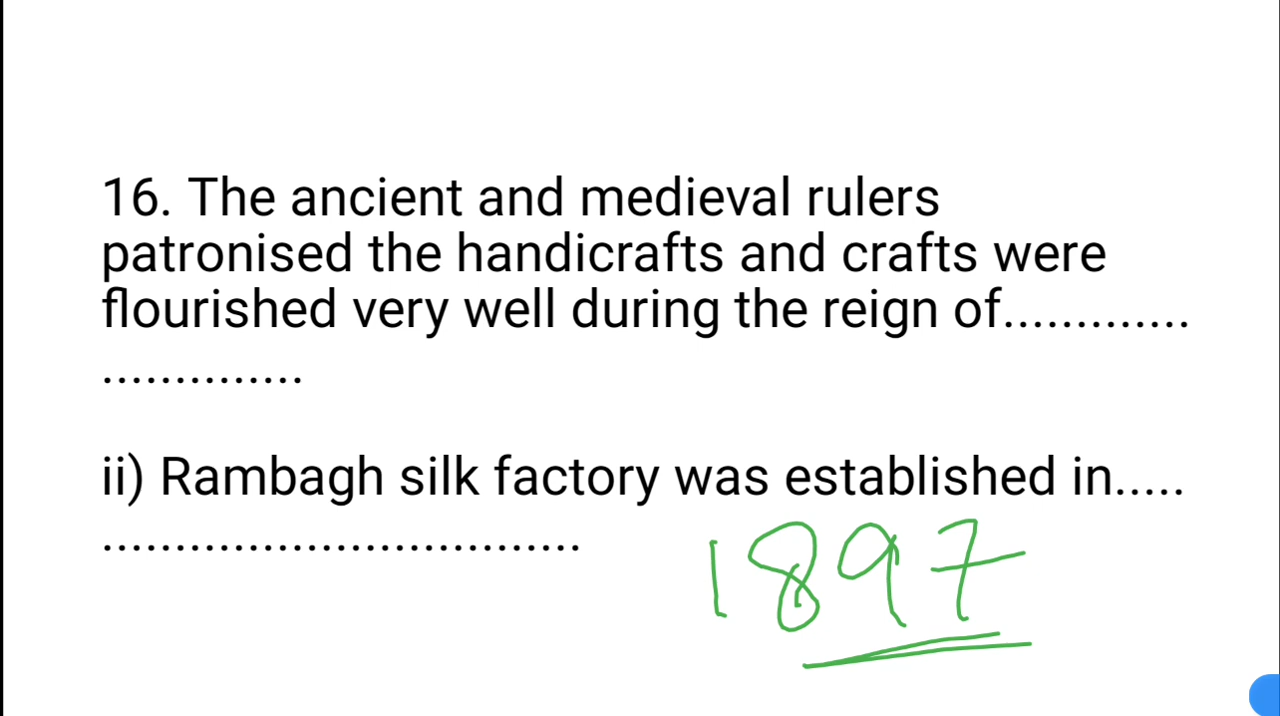 16. The ancient and medieval rulers
patronised the handicrafts and crafts were
flourished very well during the reign of.............
..............
ii) Rambagh silk factory was established in.....
.................................
1897